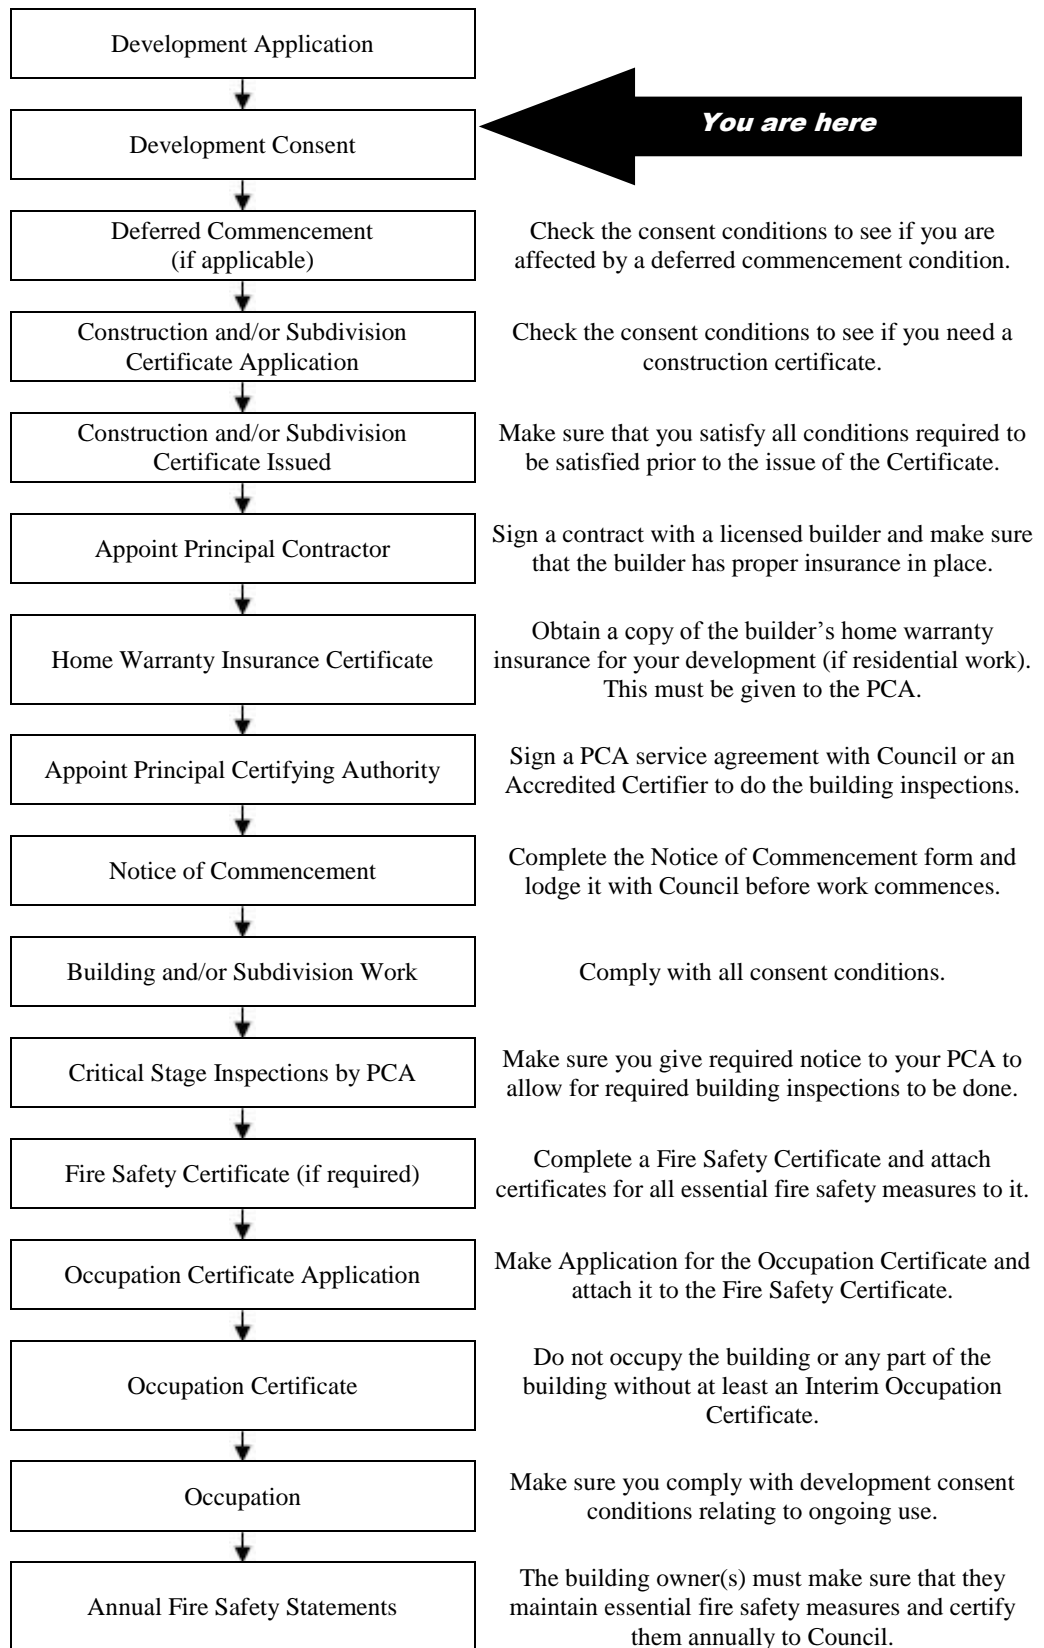 Development Application
You are here
Development Consent
Deferred Commencement
(if applicable)
Check the consent conditions to see if you are
affected by a deferred commencement condition.
Construction and/or Subdivision
Certificate Application
Check the consent conditions to see if you need a
construction certificate.
Construction and/or Subdivision
Certificate Issued
Make sure that you satisfy all conditions required to
be satisfied prior to the issue of the Certificate.
Appoint Principal Contractor
Sign a contract with a licensed builder and make sure
that the builder has proper insurance in place.
Home Warranty Insurance Certificate
Obtain a copy of the builder’s home warranty
insurance for your development (if residential work).
This must be given to the PCA.
Appoint Principal Certifying Authority
Sign a PCA service agreement with Council or an
Accredited Certifier to do the building inspections.
Notice of Commencement
Complete the Notice of Commencement form and
lodge it with Council before work commences.
Building and/or Subdivision Work
Comply with all consent conditions.
Critical Stage Inspections by PCA
Make sure you give required notice to your PCA to
allow for required building inspections to be done.
Fire Safety Certificate (if required)
Complete a Fire Safety Certificate and attach
certificates for all essential fire safety measures to it.
Occupation Certificate Application
Make Application for the Occupation Certificate and
attach it to the Fire Safety Certificate.
Occupation Certificate
Do not occupy the building or any part of the
building without at least an Interim Occupation
Certificate.
Occupation
Make sure you comply with development consent
conditions relating to ongoing use.
Annual Fire Safety Statements
The building owner(s) must make sure that they
maintain essential fire safety measures and certify
them annually to Council.